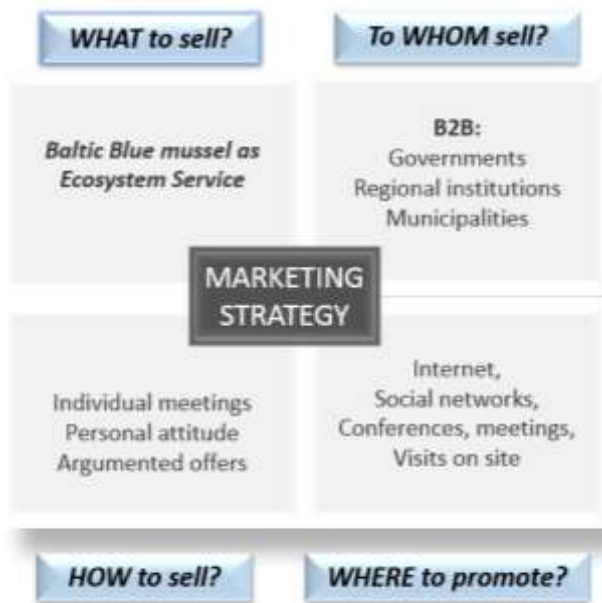 WHAT to sell?
To WHOM sell?
Baltic Blue mussel as
Ecosystem Service
B2B:
Governments
Regional institutions
Municipalities
MARKETING
STRATEGY
Individual meetings
Personal attitude
Argumented offers
Internet,
Social networks,
Conferences, meetings,
Visits on site
HOW to sell?
WHERE to promote?